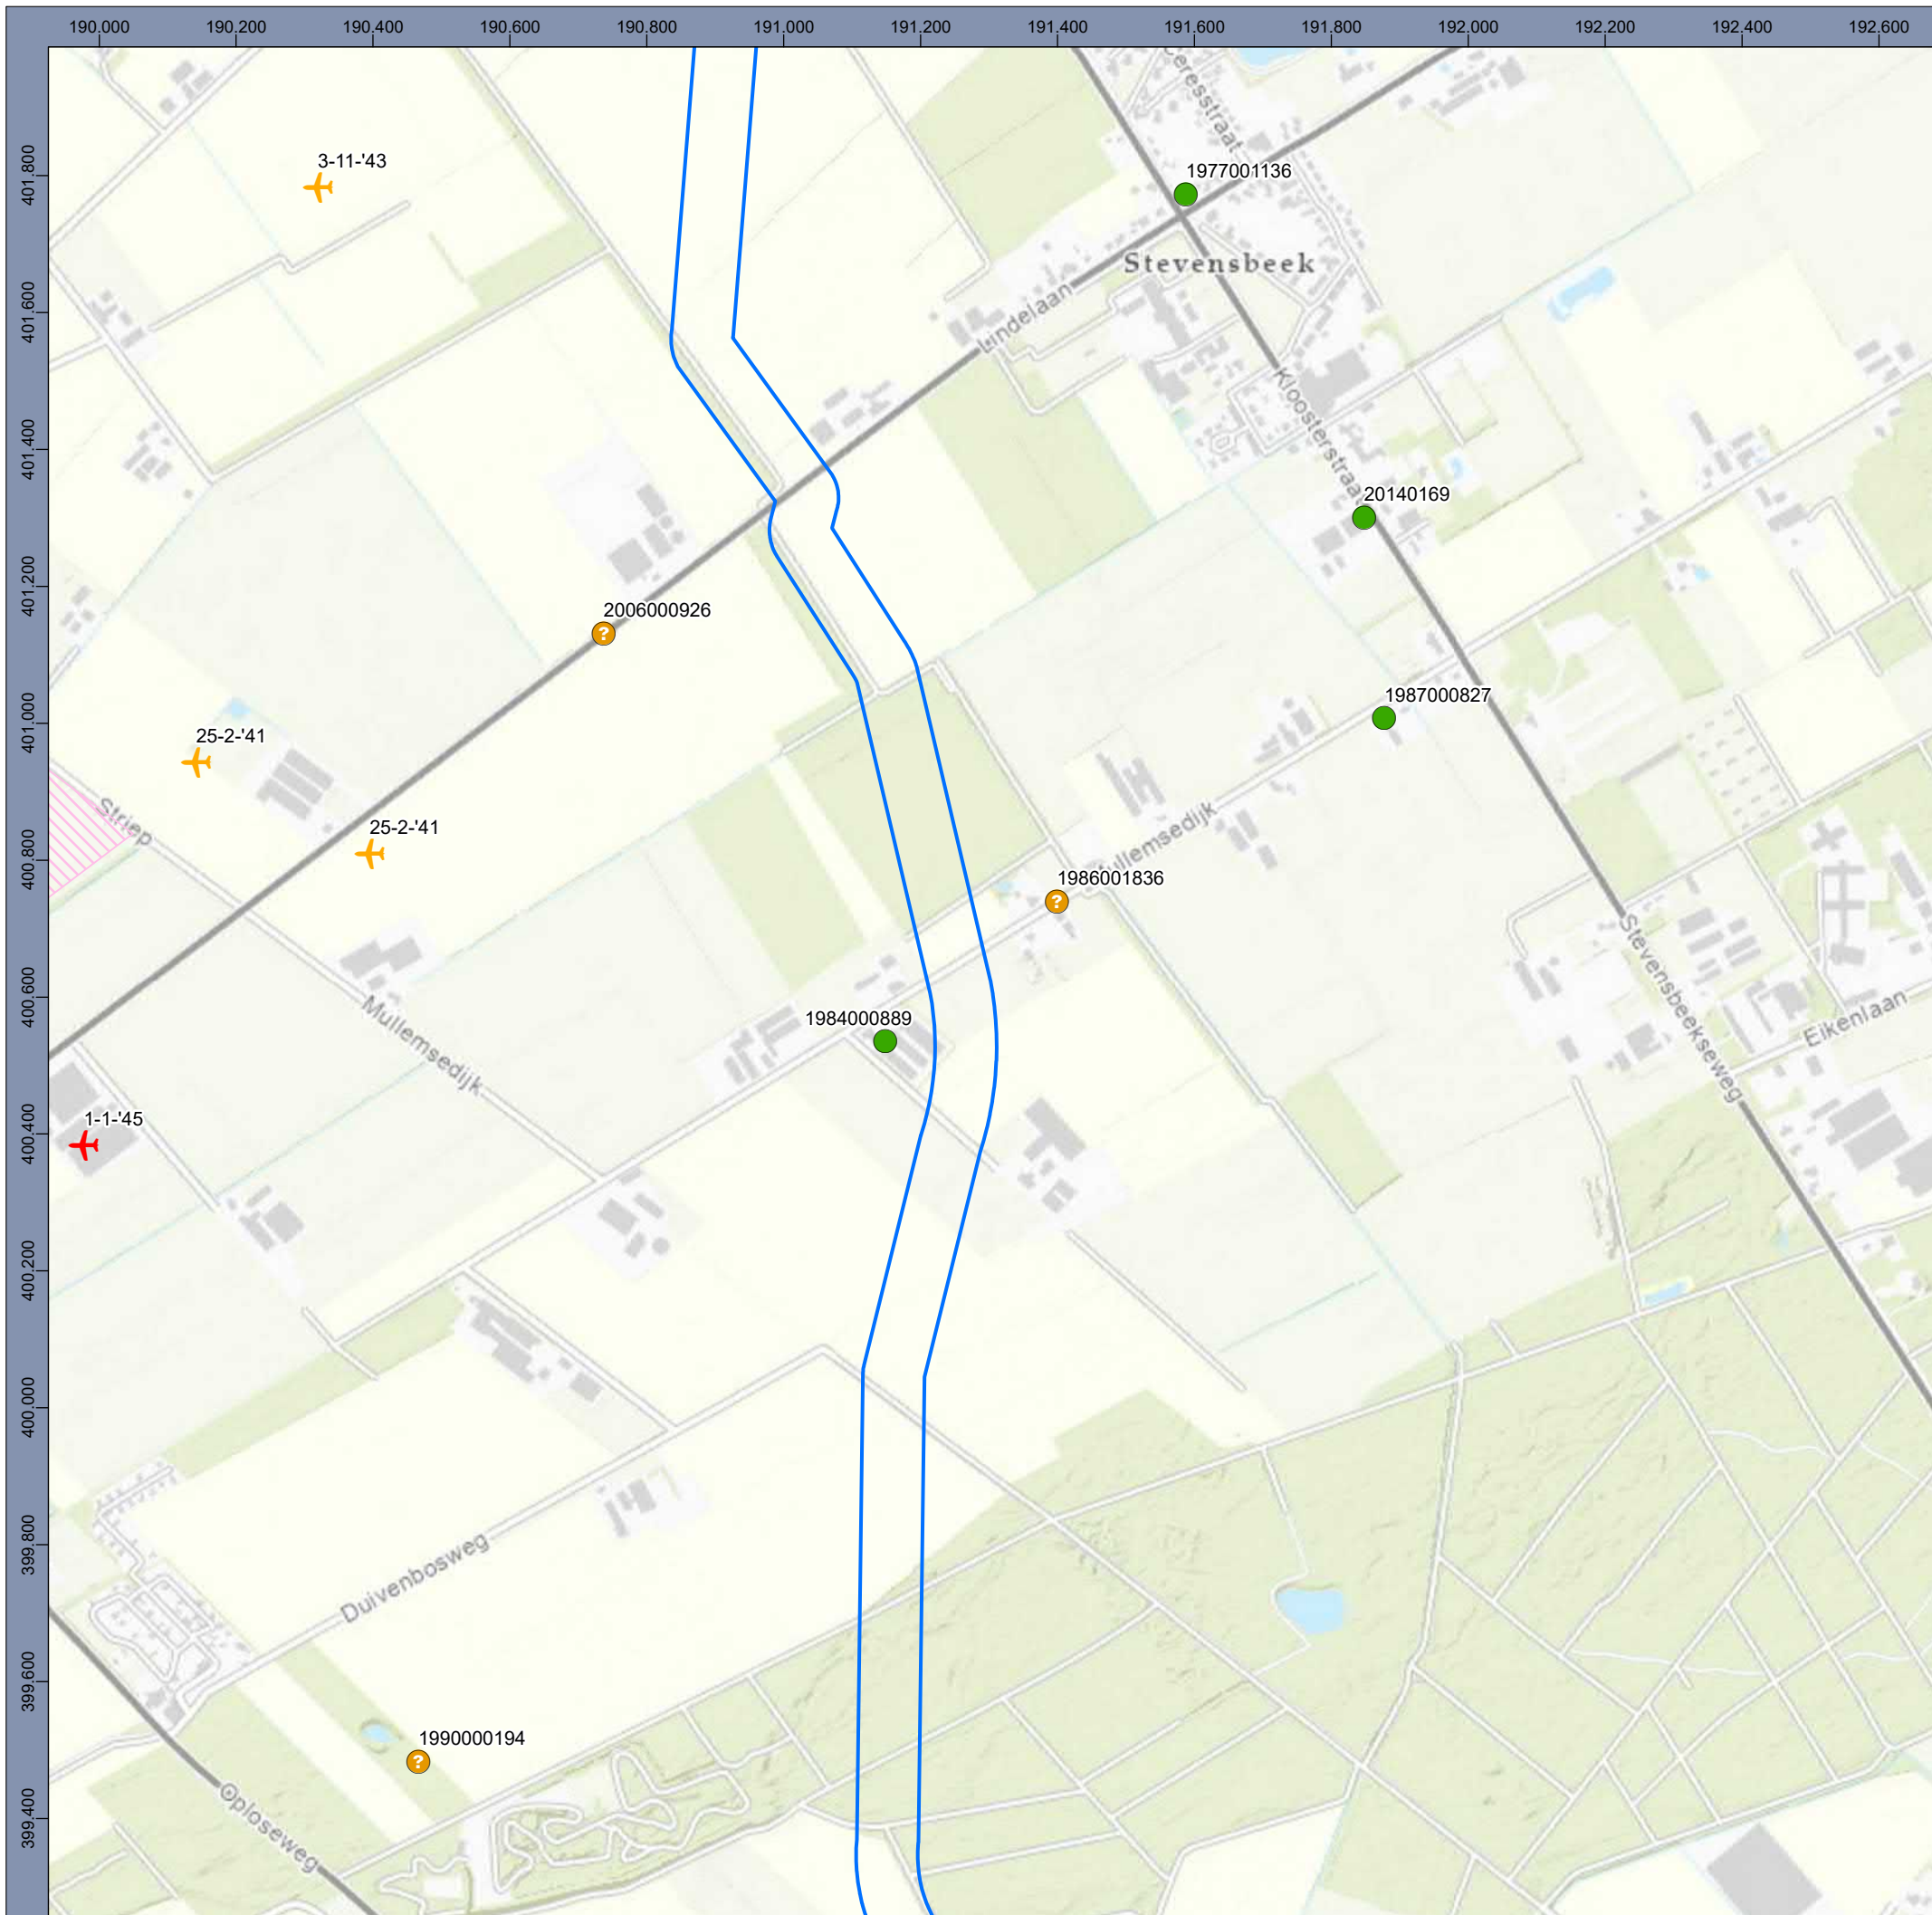 190.000 190.200 190.400 190.600 190.800 191.000 191.200 191.400 191.600 191.800 192.000 192.200 192.400 192.600
401.800
401.600
401.400
401.200
401.000
400.800
400.600
400.400
400.200
400.000
399.800
399.600
399.400
Ceresstraat
3-11-'43
1977001136
Stevensbeek
Lindelaan
Kloosterstraat
20140169
2006000926
?
1987000827
25-2-'41
Striep
25-2-'41
Mullemsedijk
1986001836
?
Stevensbeekseweg
Eikenlaan
1984000889
Mullemsedijk
1-1-'45
Duivenbosweg
1990000194
?
Oploseweg